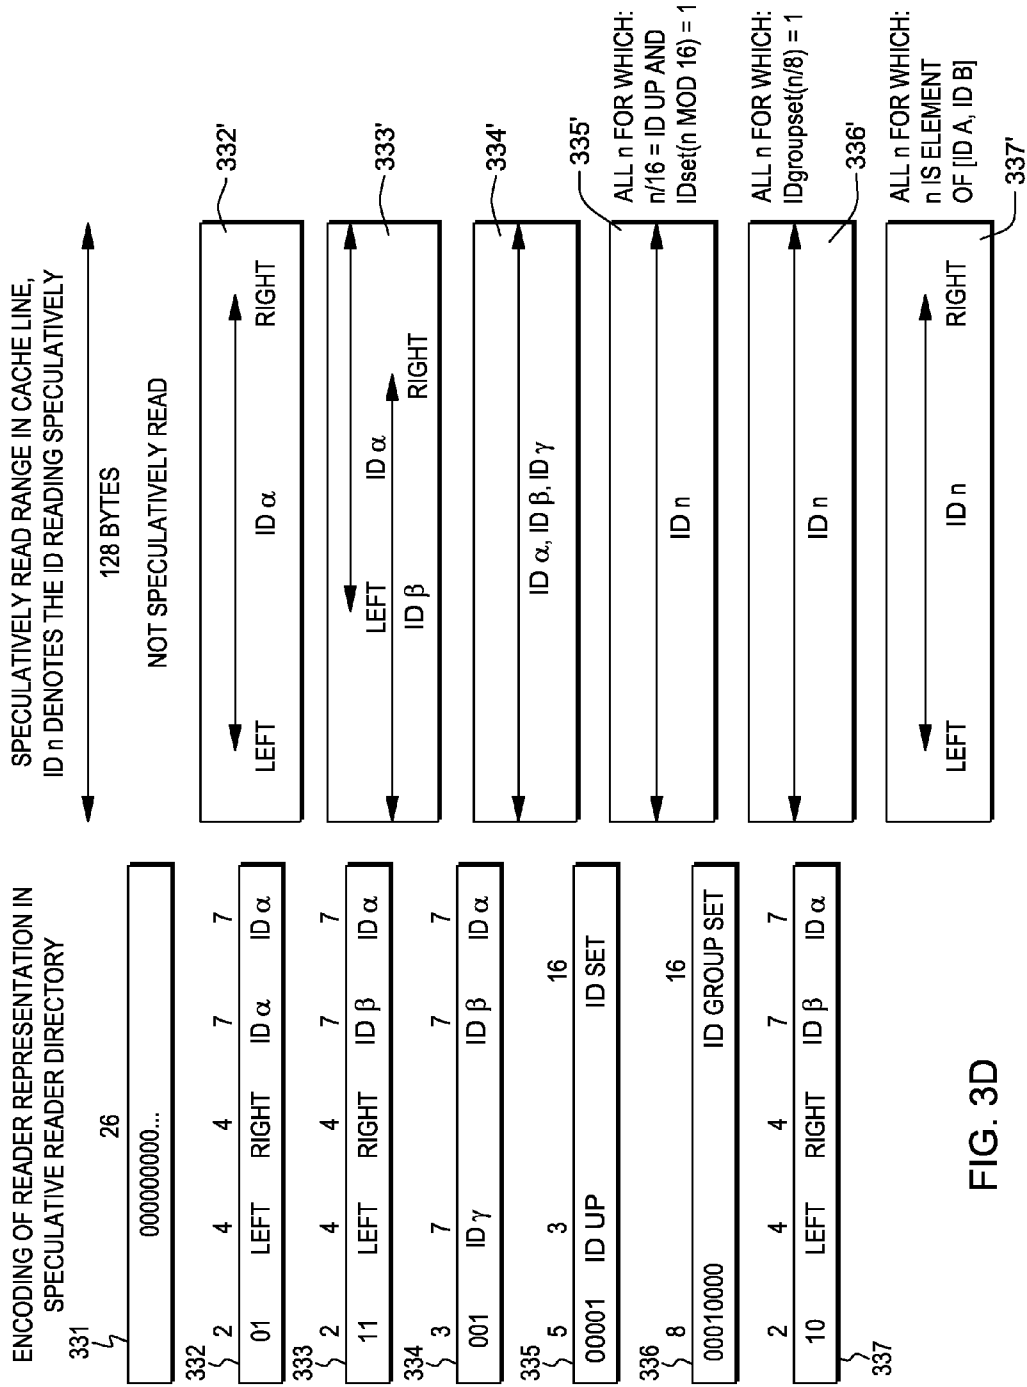 ENCODING OF READER REPRESENTATION IN
SPECULATIVE READER DIRECTORY
SPECULATIVELY READ RANGE IN CACHE LINE,
ID n DENOTES THE ID READING SPECULATIVELY
128 BYTES
26
331
000000000...
NOT SPECULATIVELY READ
2 4 4 7 7
332
01 LEFT RIGHT ID α ID α
332'
ID α
LEFT RIGHT
2 4 4 7 7
333
11 LEFT RIGHT ID β ID α
333'
LEFT ID α
ID β RIGHT
3 7 7 7
334
001 ID γ ID β ID α
334'
ID α, ID β, ID γ
5 3 16
335
00001 ID UP ID SET
335'
ID n
ALL n FOR WHICH:
n/16 = ID UP AND
IDset(n MOD 16) = 1
8 16
336
00010000 ID GROUP SET
336'
ID n
ALL n FOR WHICH:
IDgroupset(n/8) = 1
2 4 4 7 7
337
10 LEFT RIGHT ID β ID α
337'
LEFT ID n RIGHT
ALL n FOR WHICH:
n IS ELEMENT
OF [ID A, ID B]
FIG. 3D